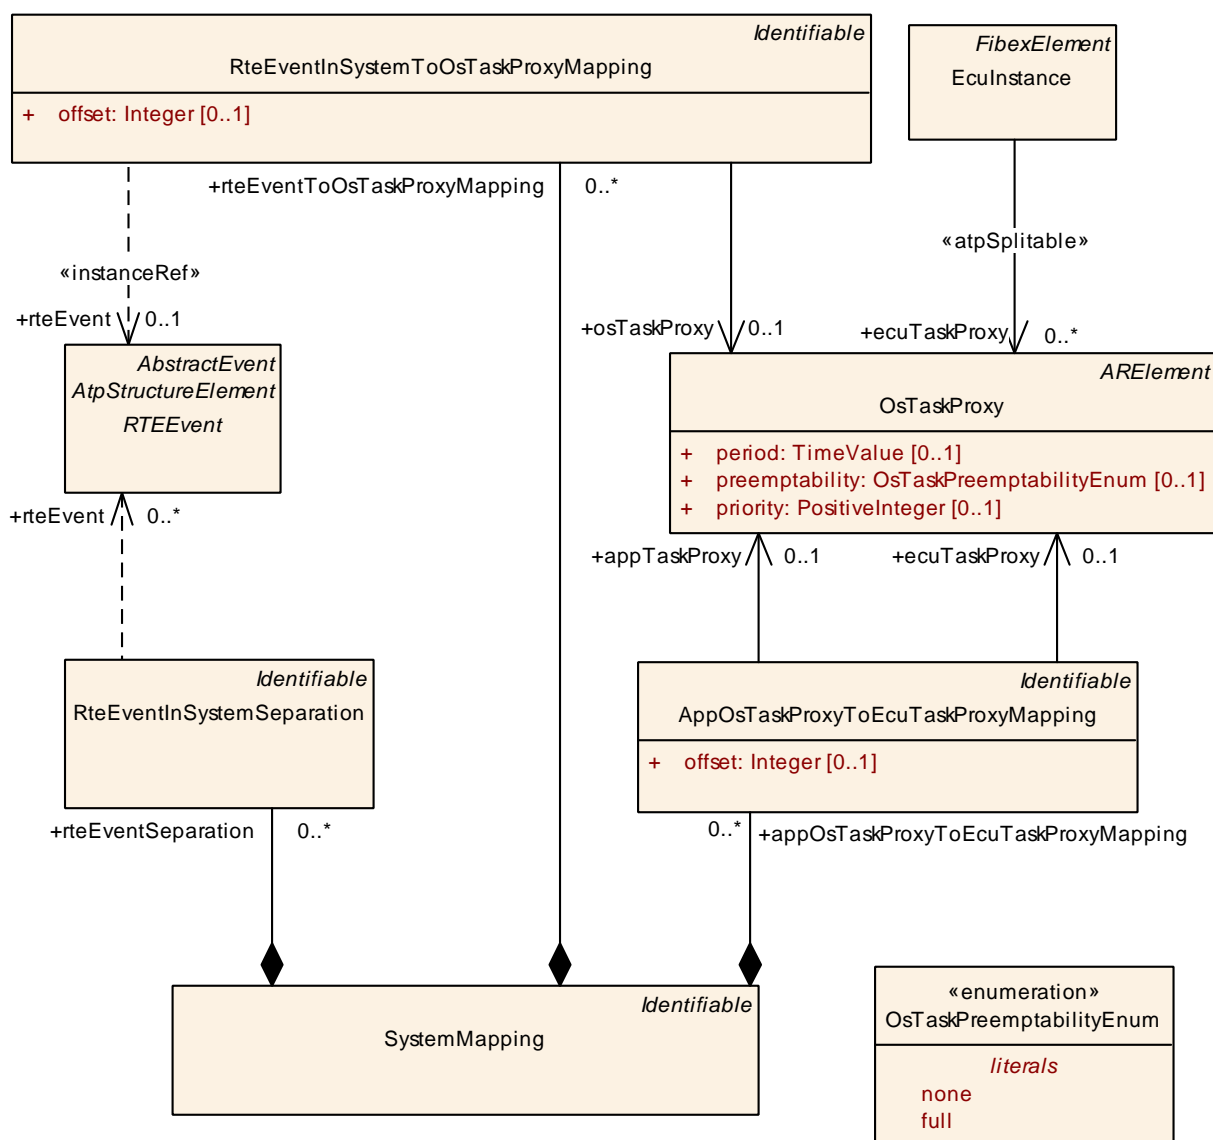 Identifiable
RteEventInSystemToOsTaskProxyMapping
+ offset: Integer [0..1]
FibexElement
EcuInstance
+rteEventToOsTaskProxyMapping
0..*
«instanceRef»
+rteEvent
0..1
«atpSplitable»
+osTaskProxy
0..1
+ecuTaskProxy
0..*
AbstractEvent
AtpStructureElement
RTEEvent
ARElement
OsTaskProxy
+ period: TimeValue [0..1]
+ preemptability: OsTaskPreemptabilityEnum [0..1]
+ priority: PositiveInteger [0..1]
+rteEvent
0..*
+appTaskProxy
0..1
+ecuTaskProxy
0..1
Identifiable
RteEventInSystemSeparation
Identifiable
AppOsTaskProxyToEcuTaskProxyMapping
+ offset: Integer [0..1]
+rteEventSeparation
0..*
0..*
+appOsTaskProxyToEcuTaskProxyMapping
Identifiable
SystemMapping
«enumeration»
OsTaskPreemptabilityEnum
literals
none
full